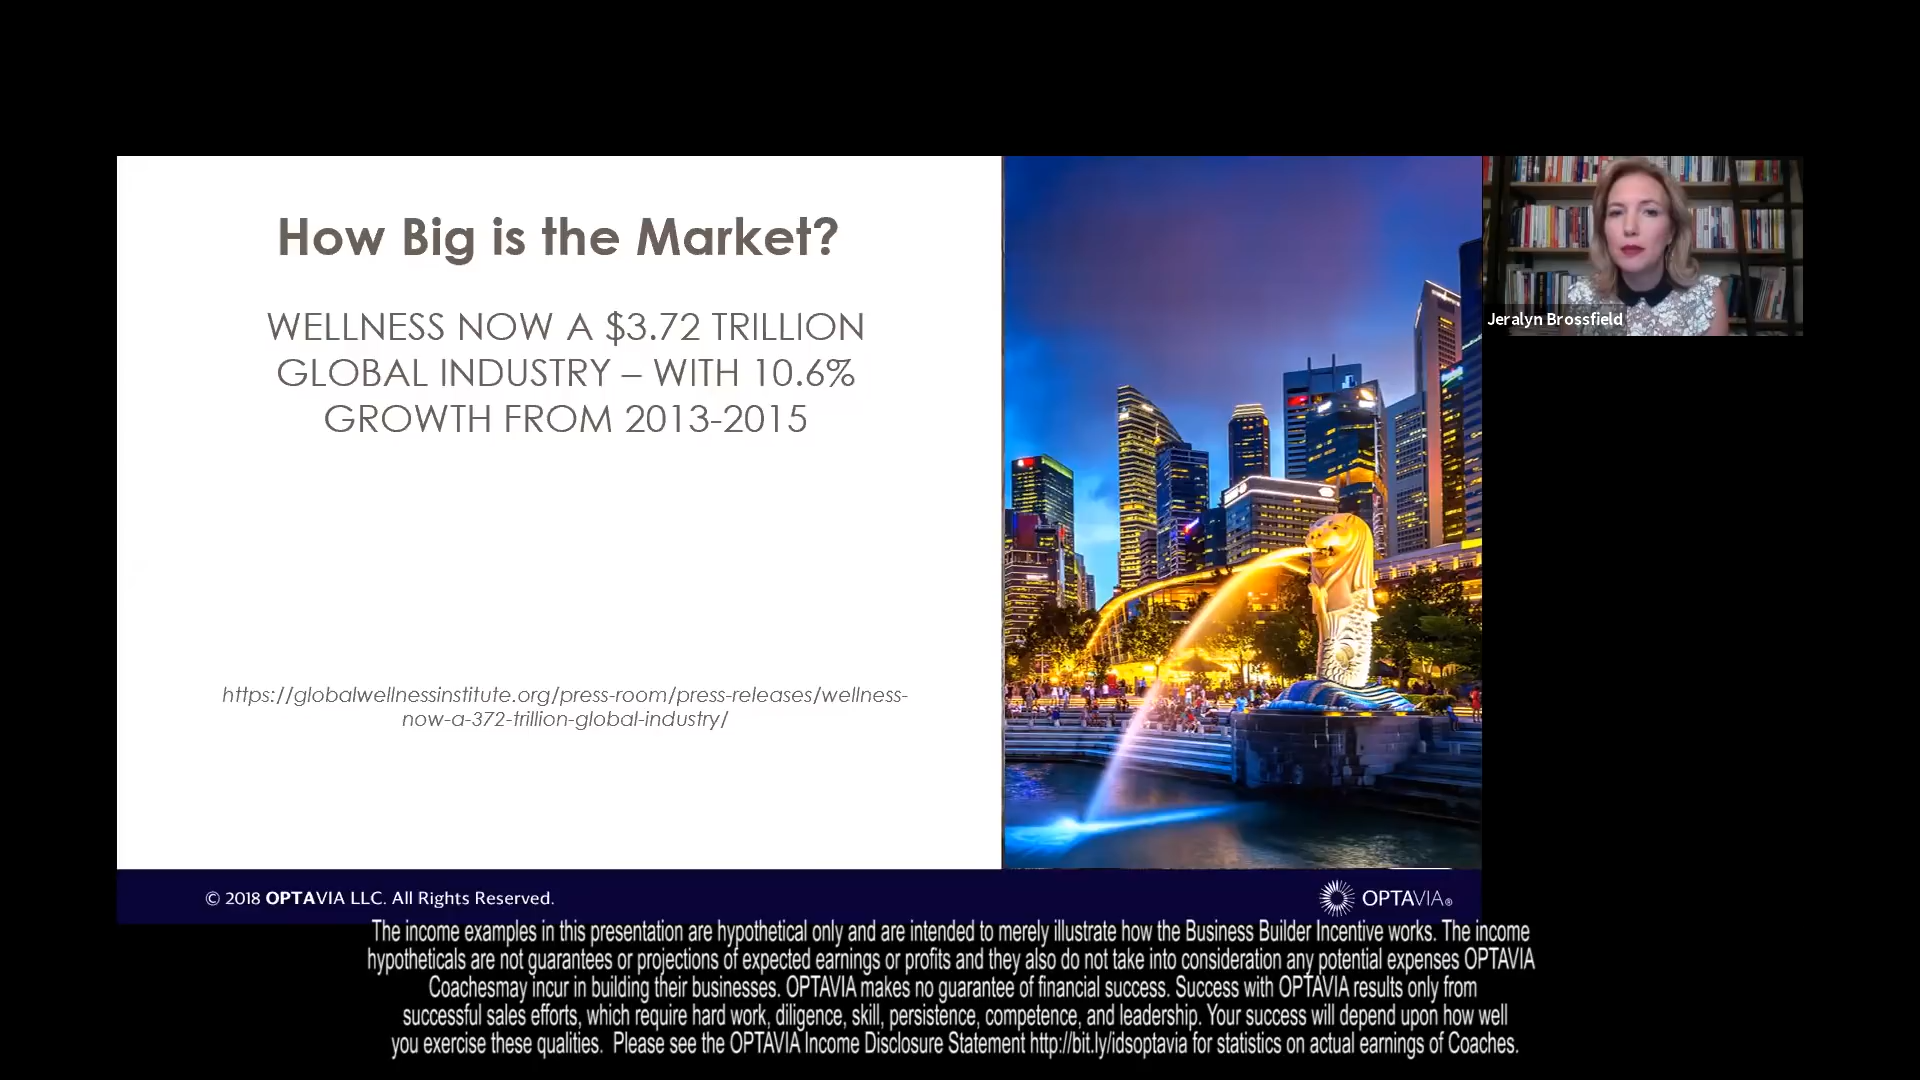 How Big is the Market?
WELLNESS NOW A $3.72 TRILLION
GLOBAL INDUSTRY – WITH 10.6%
GROWTH FROM 2013-2015
https://globalwellnessinstitute.org/press-room/press-releases/wellness-
now-a-372-trillion-global-industry/
Jeralyn Brossfield
© 2018 OPTAVIA LLC. All Rights Reserved.
OPTAVIA®
The income examples in this presentation are hypothetical only and are intended to merely illustrate how the Business Builder Incentive works. The income
hypotheticals are not guarantees or projections of expected earnings or profits and they also do not take into consideration any potential expenses OPTAVIA
Coachesmay incur in building their businesses. OPTAVIA makes no guarantee of financial success. Success with OPTAVIA results only from
successful sales efforts, which require hard work, diligence, skill, persistence, competence, and leadership. Your success will depend upon how well
you exercise these qualities.  Please see the OPTAVIA Income Disclosure Statement http://bit.ly/idsoptavia for statistics on actual earnings of Coaches.